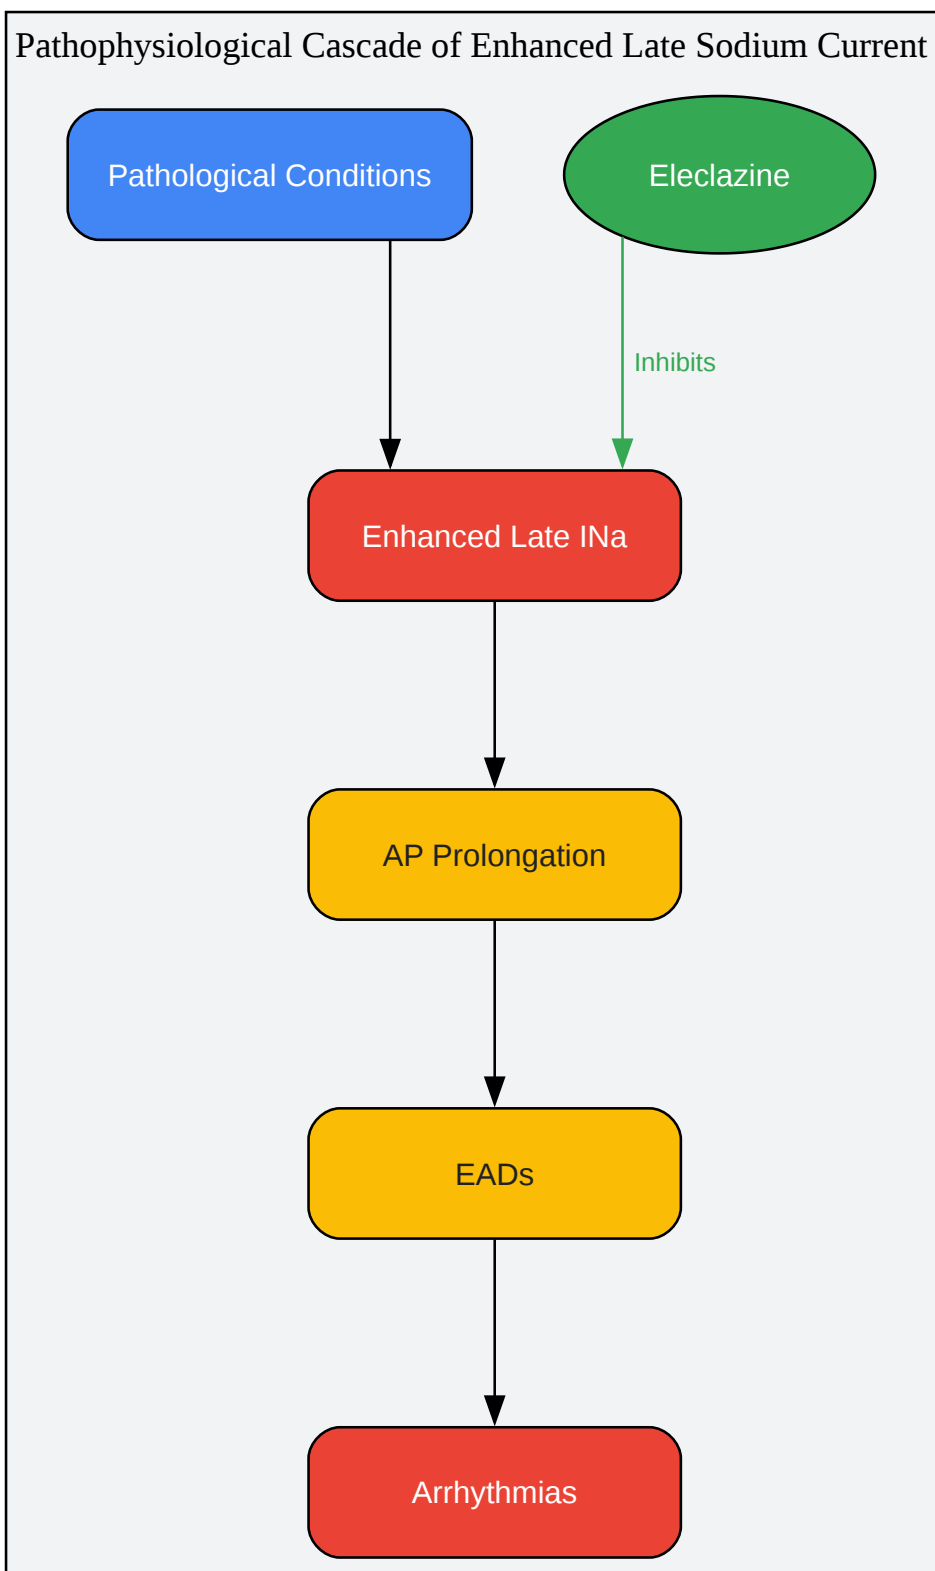 Pathophysiological Cascade of Enhanced Late Sodium Current
Pathological Conditions
Eleclazine
Inhibits
Enhanced Late INa
AP Prolongation
EADs
Arrhythmias